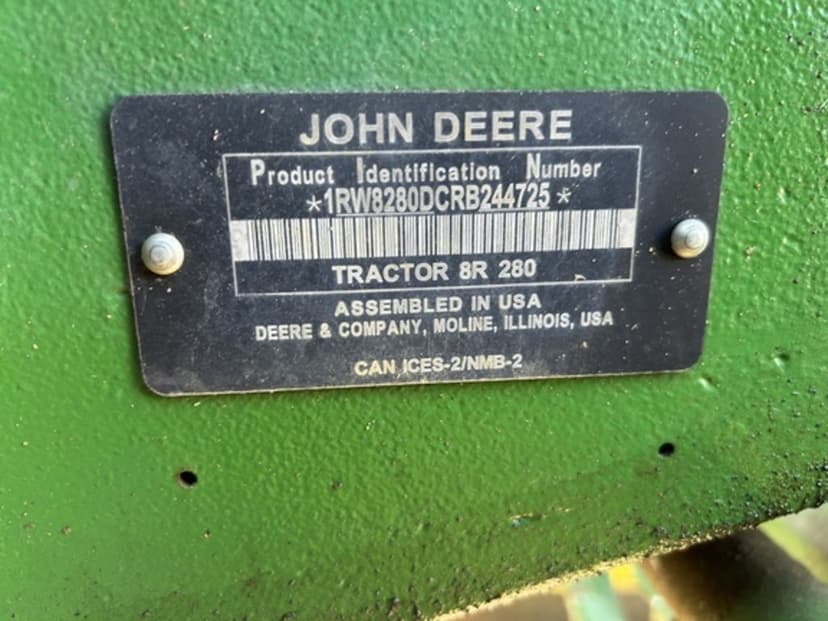 JOHN DEERE
Product Identification Number
*1RW8280DCRB244725*
TRACTOR 8R 280
ASSEMBLED IN USA
DEERE & COMPANY, MOLINE, ILLINOIS, USA
CAN ICES-2/NMB-2